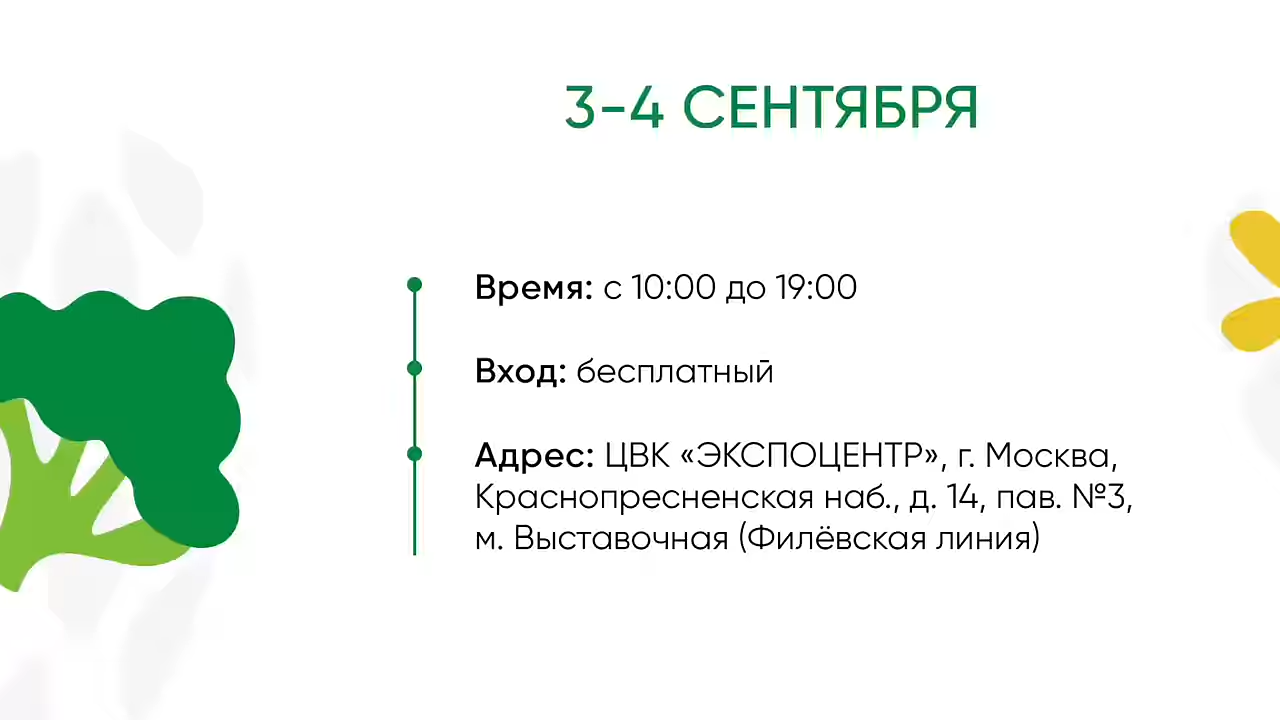 3-4 СЕНТЯБРЯ
Время: с 10:00 до 19:00
Вход: бесплатный
Адрес: ЦВК «ЭКСПОЦЕНТР», г. Москва,
Краснопресненская наб., д. 14, пав. №3,
м. Выставочная (Филёвская линия)